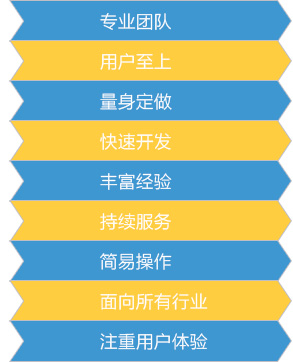 专业团队
用户至上
量身定做
快速开发
丰富经验
持续服务
简易操作
面向所有行业
注重用户体验